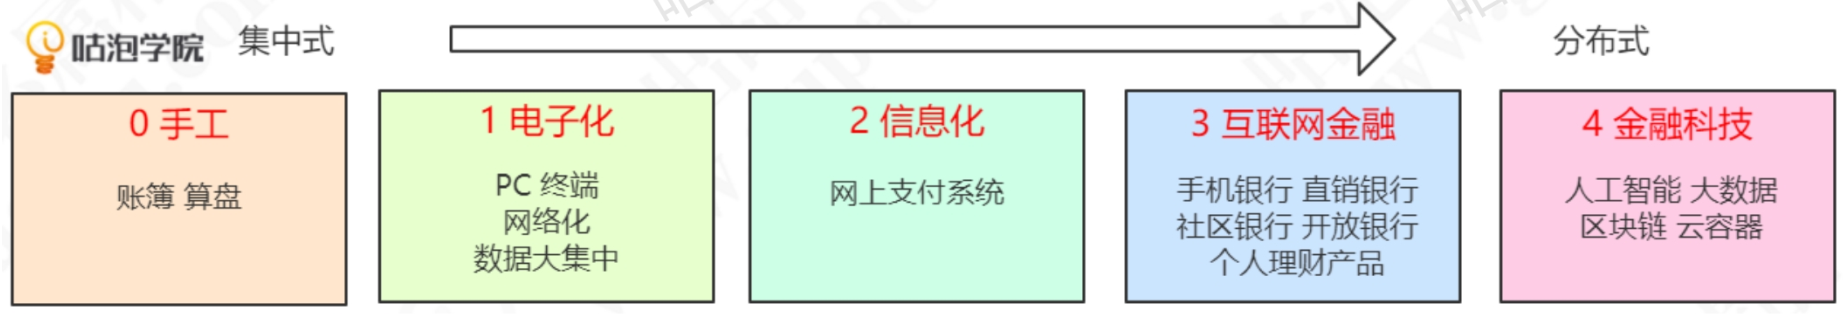 咕泡学院 集中式 分布式
0 手工
账簿 算盘
1 电子化
PC 终端
网络化
数据大集中
2 信息化
网上支付系统
3 互联网金融
手机银行 直销银行
社区银行 开放银行
个人理财产品
4 金融科技
人工智能 大数据
区块链 云容器